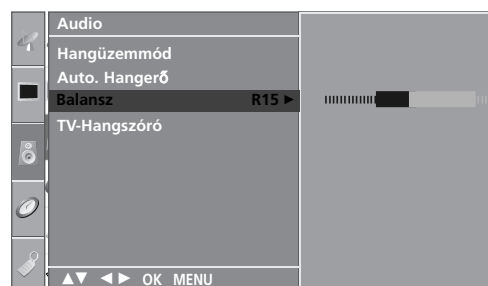 Audio
Hangüzemmód
Auto. Hangerő
Balansz R15 ►
TV-Hangszóró
▲▼ ◄► OK MENU